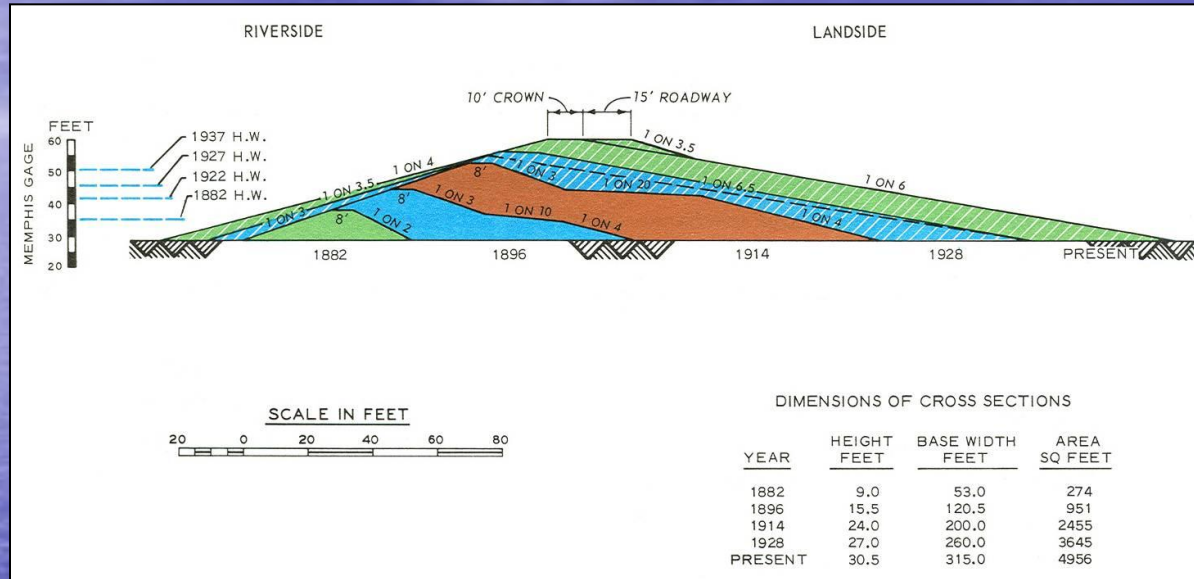 RIVERSIDE
LANDSIDE
10' CROWN
15' ROADWAY
FEET
60
50
40
30
20
MEMPHIS GAGE
1937 H.W.
1927 H.W.
1922 H.W.
1882 H.W.
1 ON 3.5
1 ON 4
1 ON 3.5
1 ON 3
1 ON 6
8'
1 ON 3
1 ON 20
1 ON 6.5
1 ON 4
8'
1 ON 3
1 ON 10
1 ON 4
8'
1 ON 2
1882
1896
1914
1928
PRESENT
SCALE IN FEET
20 0 20 40 60 80
DIMENSIONS OF CROSS SECTIONS
YEAR HEIGHT FEET BASE WIDTH FEET AREA SQ FEET
1882 9.0 53.0 274
1896 15.5 120.5 951
1914 24.0 200.0 2455
1928 27.0 260.0 3645
PRESENT 30.5 315.0 4956